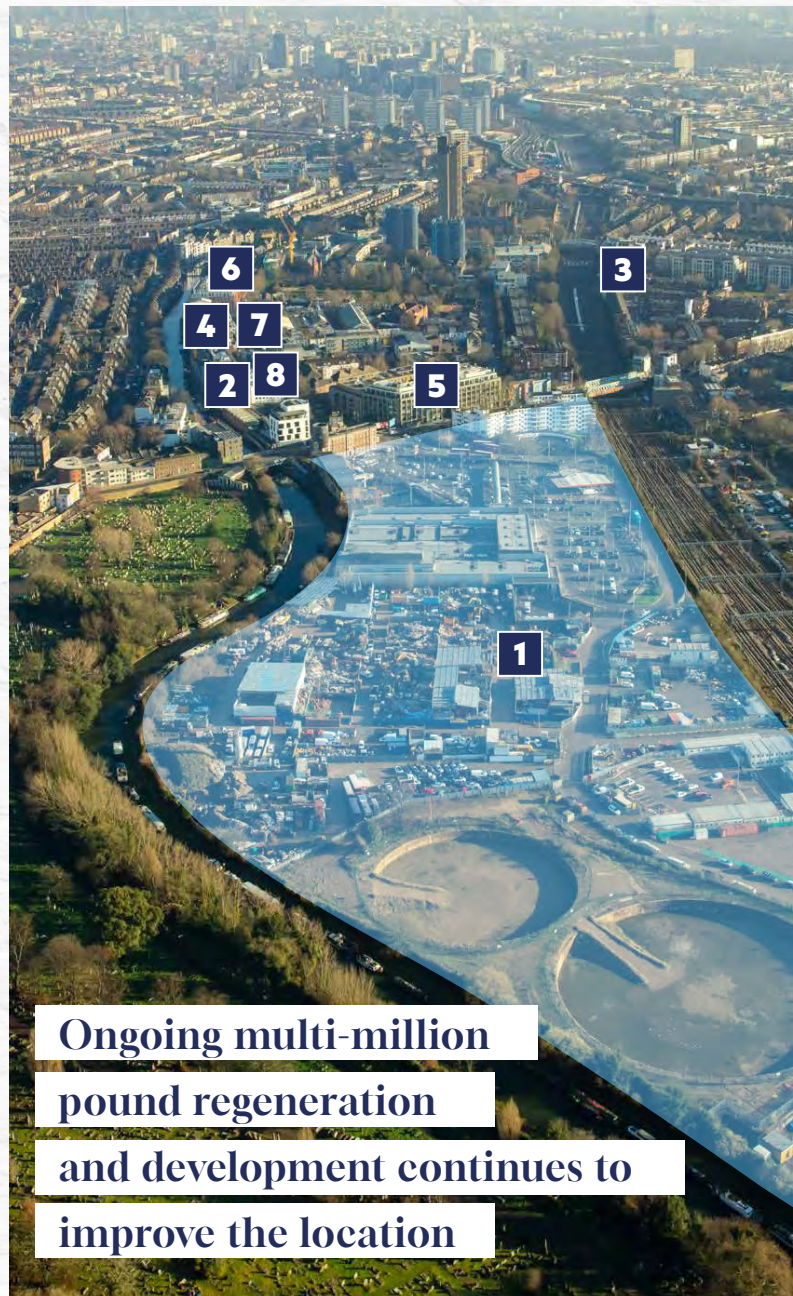 6
3
4
7
2
8
5
1
Ongoing multi-million
pound regeneration
and development continues to
improve the location